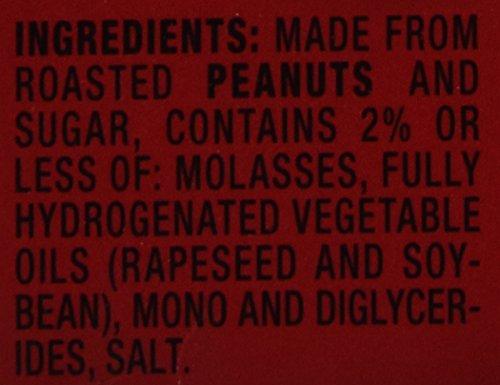 INGREDIENTS: MADE FROM
ROASTED PEANUTS AND
SUGAR, CONTAINS 2% OR
LESS OF: MOLASSES, FULLY
HYDROGENATED VEGETABLE
OILS (RAPESEED AND SOY-
BEAN), MONO AND DIGLYCER-
IDES, SALT.